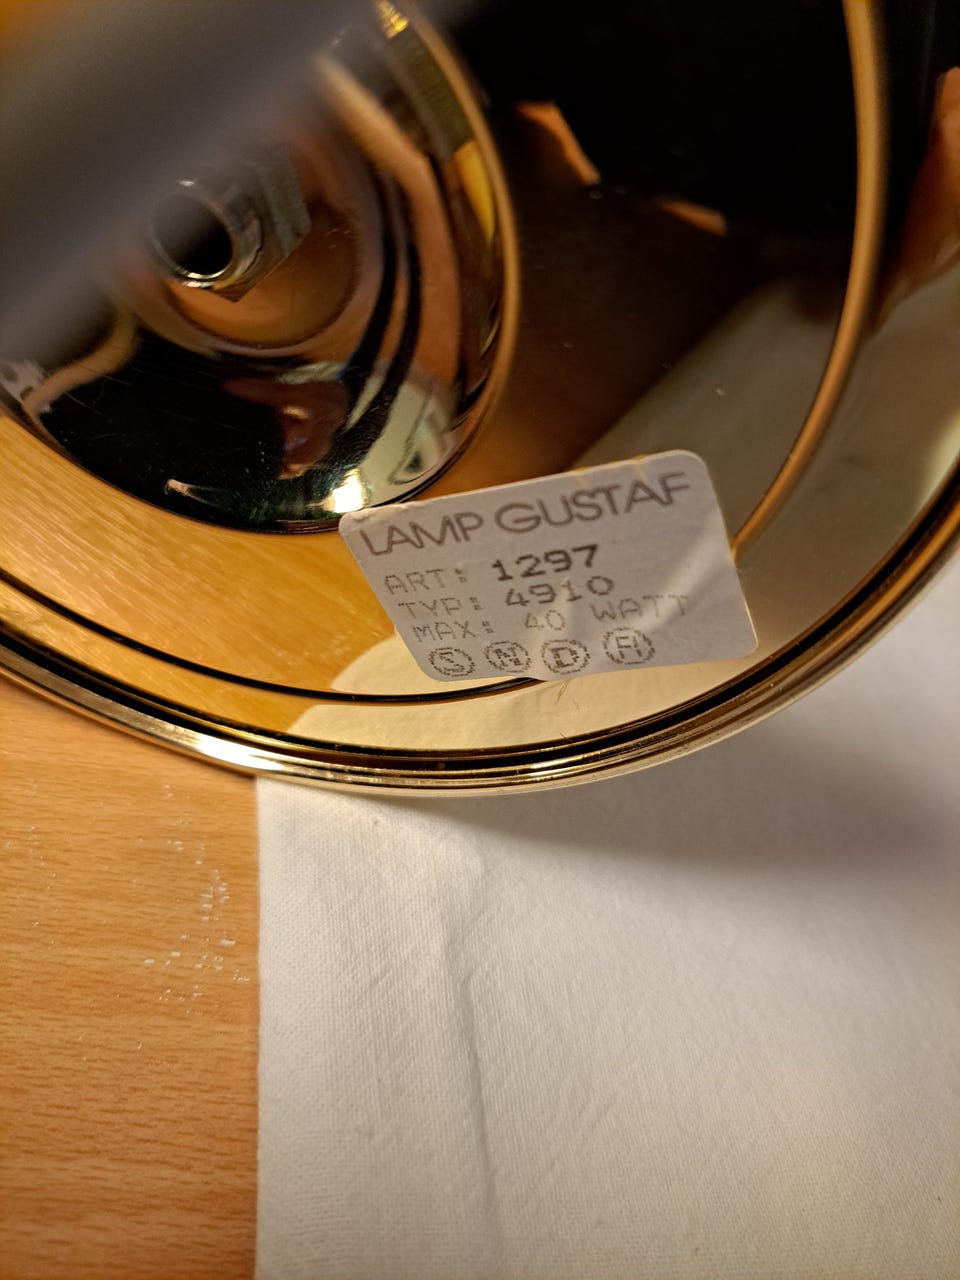 LAMP GUSTAF
ART: 1297
TYP: 4910
MAX: 40 WATT
S N D FI